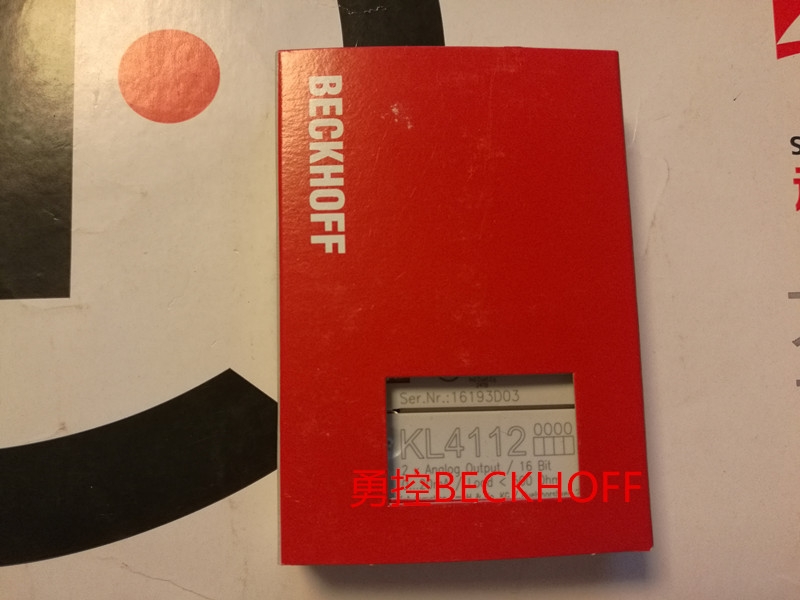 BECKHOFF
Ser.Nr.:16193D03
KL4112
0000
Analog Output / 16 Bit
勇控BECKHOFF
S